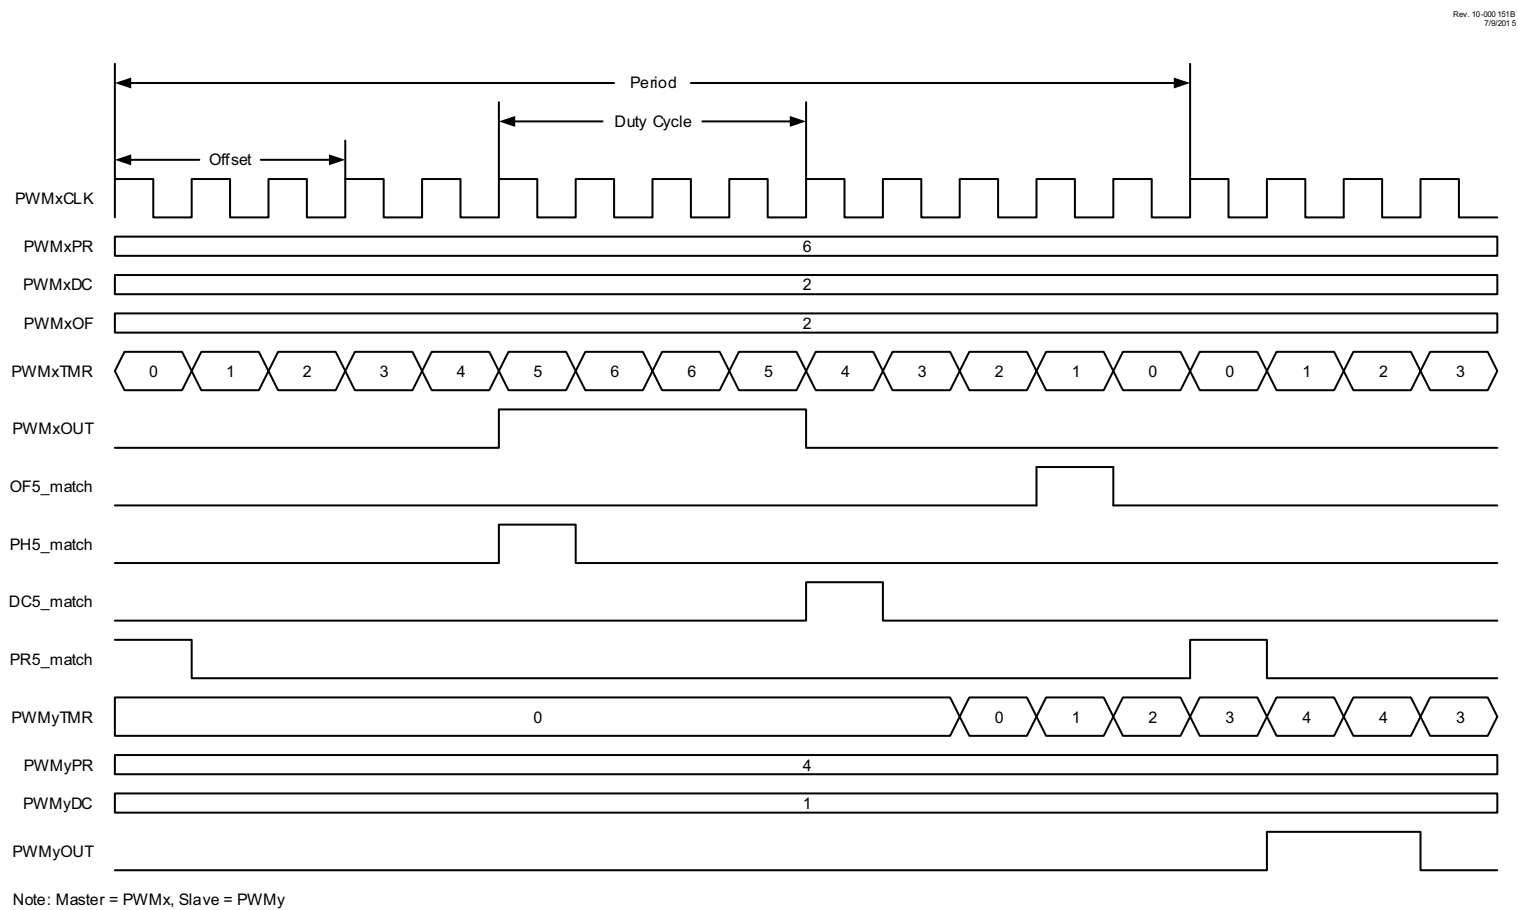 Rev. 10-000 151B
7/9/2015
Period
Duty Cycle
Offset
PWMxCLK
PWMxPR 6
PWMxDC 2
PWMxOF 2
PWMxTMR 0 1 2 3 4 5 6 6 5 4 3 2 1 0 0 1 2 3
PWMxOUT
OF5_match
PH5_match
DC5_match
PR5_match
PWMyTMR 0 0 1 2 3 4 4 3
PWMyPR 4
PWMyDC 1
PWMyOUT
Note: Master = PWMx, Slave = PWMy